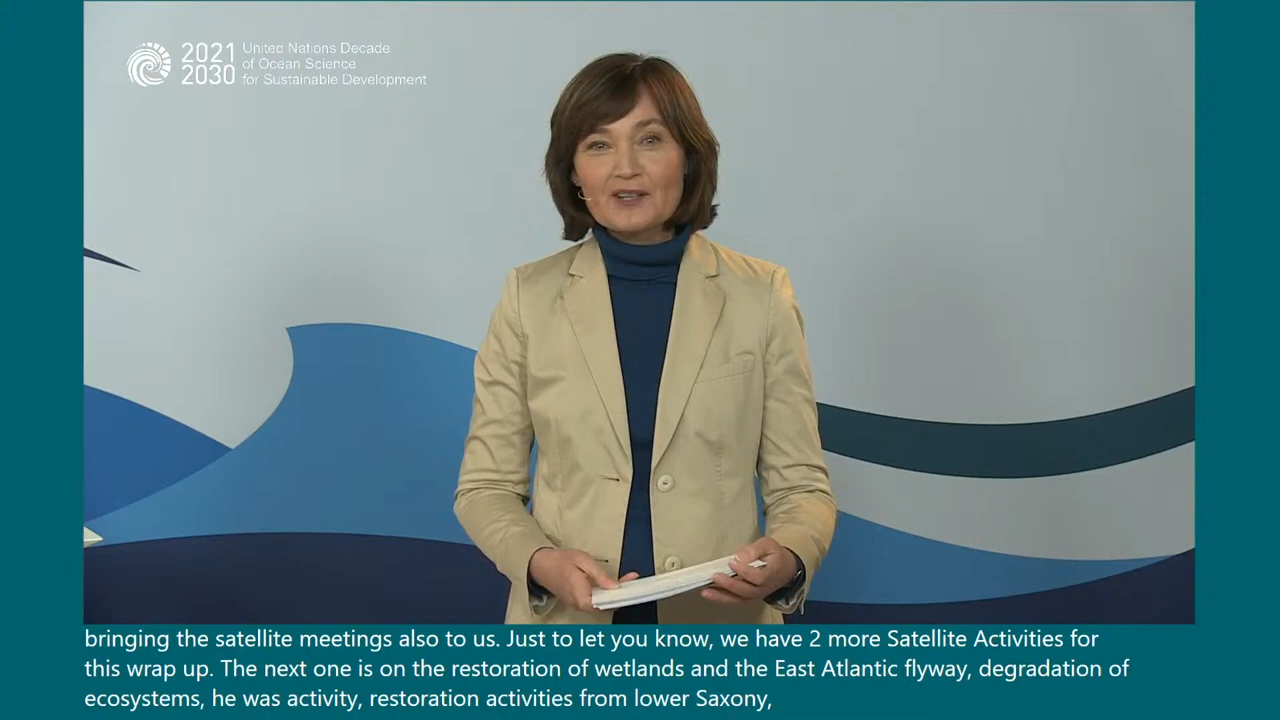 2021
2030
United Nations Decade
of Ocean Science
for Sustainable Development
bringing the satellite meetings also to us. Just to let you know, we have 2 more Satellite Activities for
this wrap up. The next one is on the restoration of wetlands and the East Atlantic flyway, degradation of
ecosystems, he was activity, restoration activities from lower Saxony,